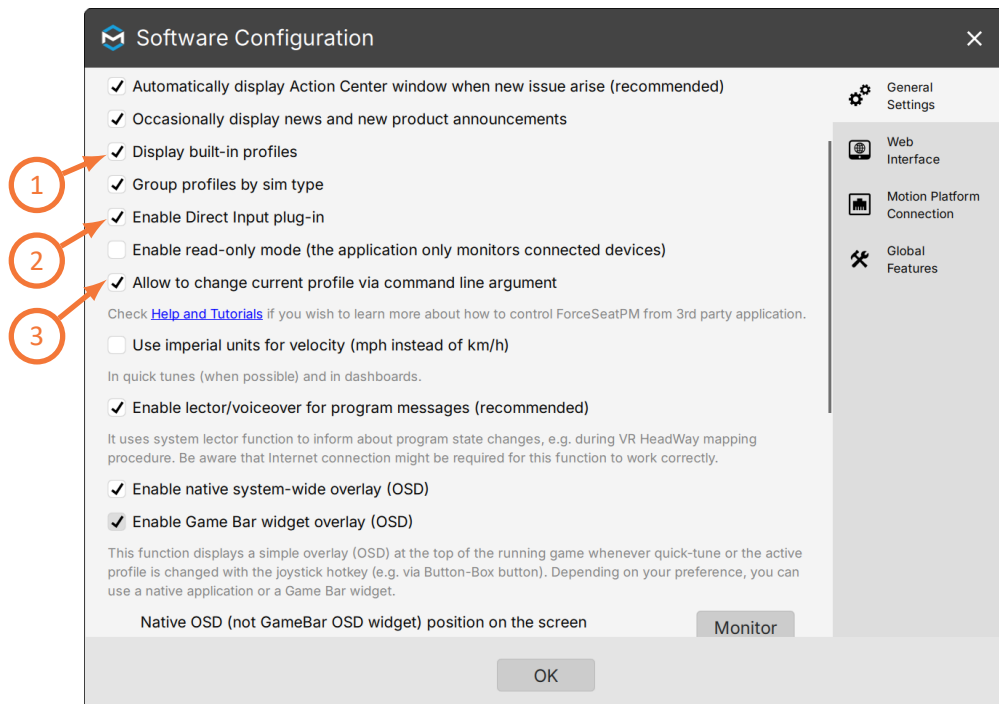 Software Configuration
Automatically display Action Center window when new issue arise (recommended)
Occasionally display news and new product announcements
Display built-in profiles
1
Group profiles by sim type
Enable Direct Input plug-in
2
Enable read-only mode (the application only monitors connected devices)
Allow to change current profile via command line argument
3
Check Help and Tutorials if you wish to learn more about how to control ForceSeatPM from 3rd party application.
Use imperial units for velocity (mph instead of km/h)
In quick tunes (when possible) and in dashboards.
Enable lector/voiceover for program messages (recommended)
It uses system lector function to inform about program state changes, e.g. during VR HeadWay mapping
procedure. Be aware that Internet connection might be required for this function to work correctly.
Enable native system-wide overlay (OSD)
Enable Game Bar widget overlay (OSD)
This function displays a simple overlay (OSD) at the top of the running game whenever quick-tune or the active
profile is changed with the joystick hotkey (e.g. via Button-Box button). Depending on your preference, you can
use a native application or a Game Bar widget.
Native OSD (not GameBar OSD widget) position on the screen
Monitor
General
Settings
Web
Interface
Motion Platform
Connection
Global
Features
OK